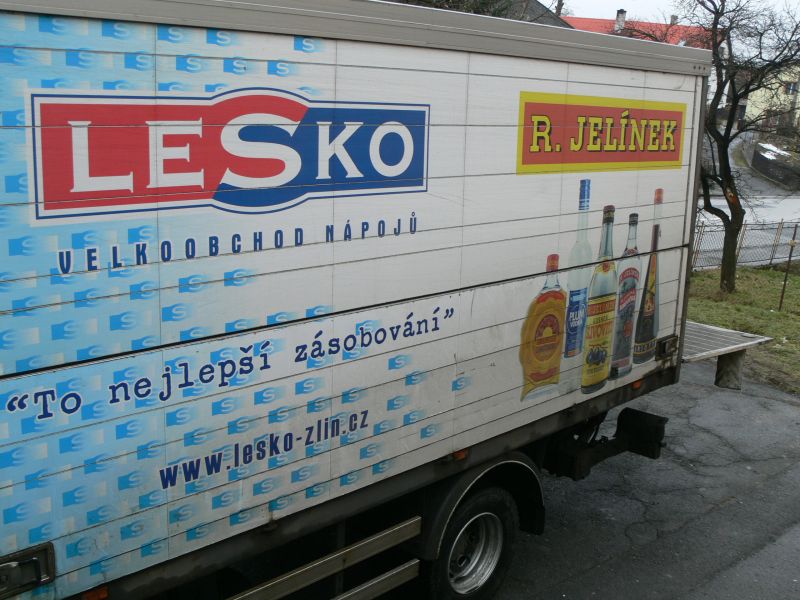 LESKO
VELKOOBCHOD NÁPOJŮ
"To nejlepší zásobování"
www.lesko-zlin.cz
R. JELÍNEK